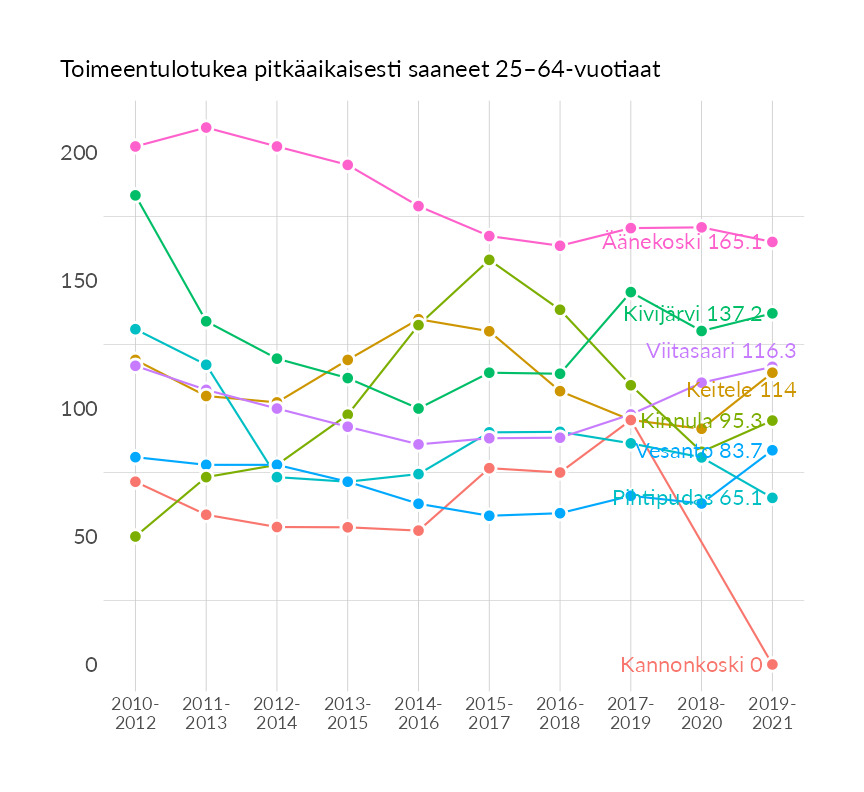 Toimeentulotukea pitkäaikaisesti saaneet 25–64-vuotiaat
200
Äänekoski 165.1
150
Kivijärvi 137.2
Viitasaari 116.3
Keitele 114
100
Kinnula 95.3
Vesanto 83.7
Pihtipudas 65.1
50
Kannonkoski 0
0
2010- 2011- 2012- 2013- 2014- 2015- 2016- 2017- 2018- 2019-
2012 2013 2014 2015 2016 2017 2018 2019 2020 2021